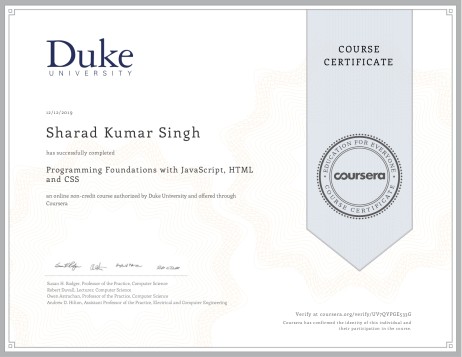 Duke
UNIVERSITY
COURSE
CERTIFICATE
12/12/2019
Sharad Kumar Singh
has successfully completed
Programming Foundations with JavaScript, HTML
and CSS
an online non-credit course authorized by Duke University and offered through
Coursera
EDUCATION FOR EVERYONE
coursera
COURSE CERTIFICATE
Susan H. Rodger, Professor of the Practice, Computer Science
Robert Duvall, Lecturer, Computer Science
Owen Astrachan, Professor of the Practice, Computer Science
Andrew D. Hilton, Assistant Professor of the Practice, Electrical and Computer Engineering
Verify at coursera.org/verify/
Coursera has confirmed the identity of this individual and
their participation in the course.